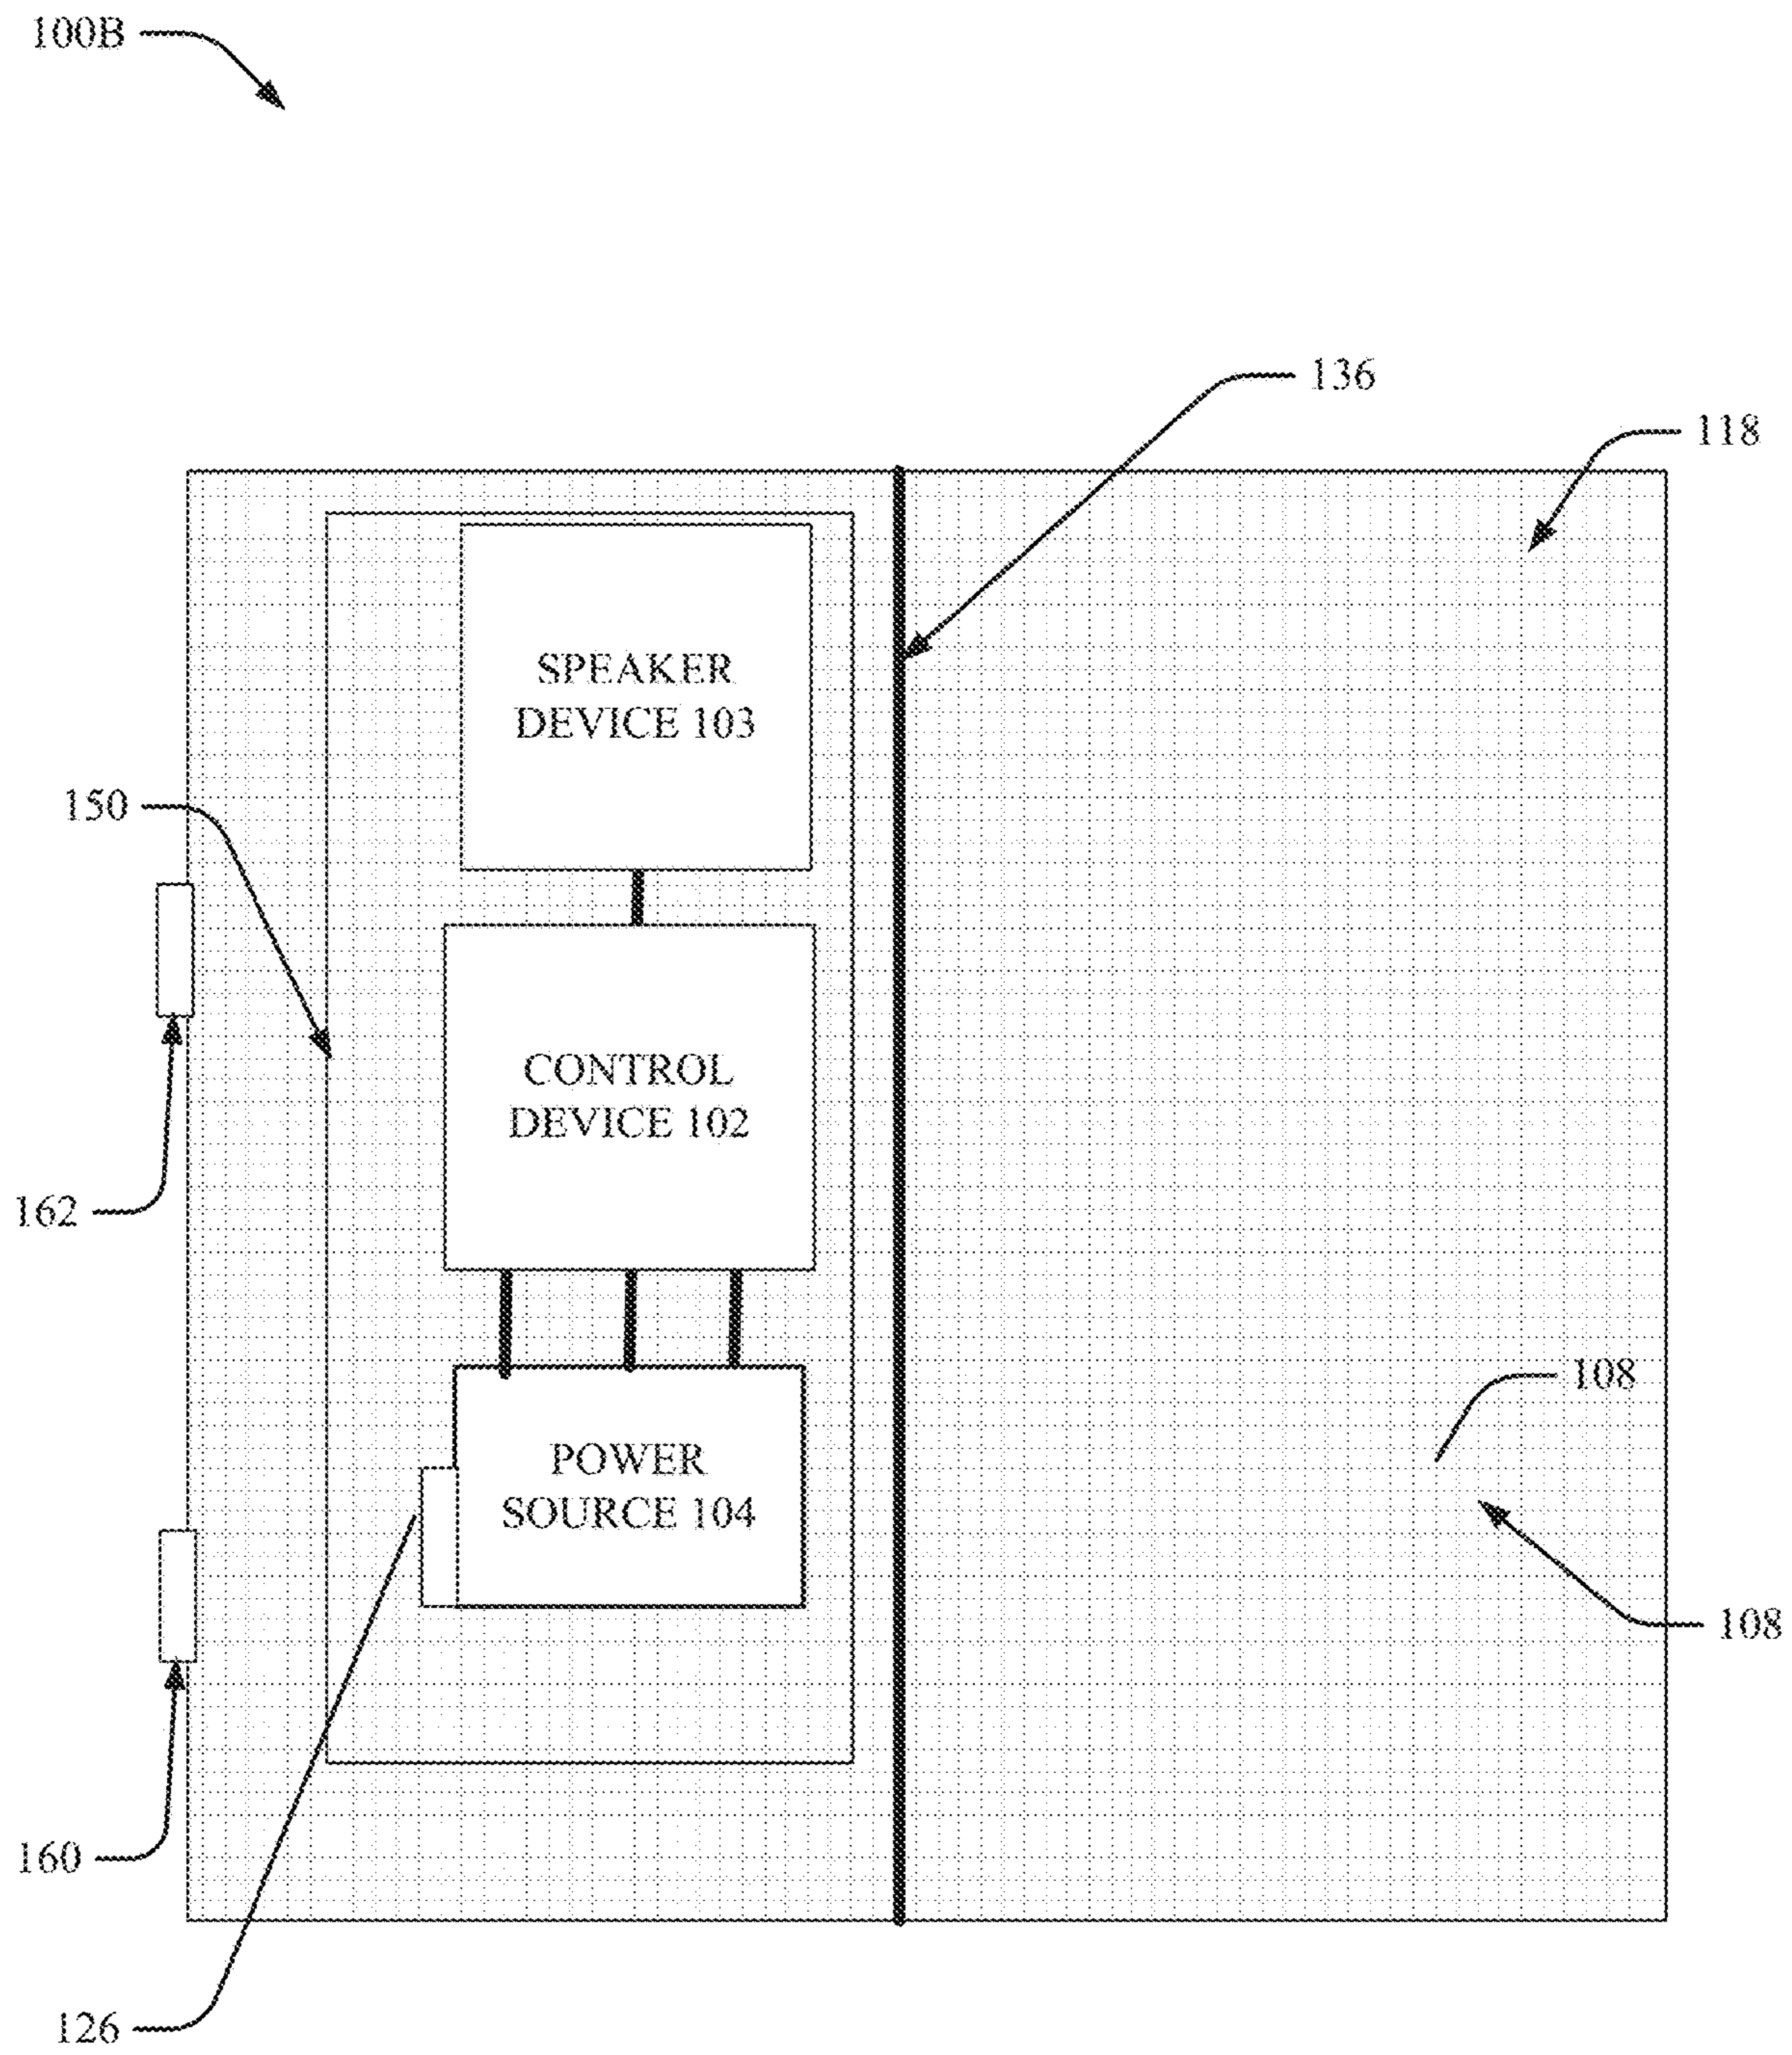 100B
136
118
SPEAKER
DEVICE 103
150
CONTROL
DEVICE 102
162
108
POWER
SOURCE 104
108
160
126